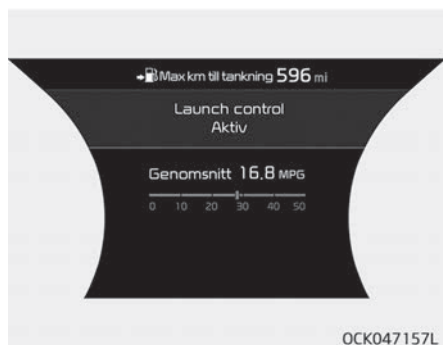 Max km till tankning 596 mi
Launch control
Aktiv
Genomsnitt 16.8 MPG
0 10 20 30 40 50
OCK047157L